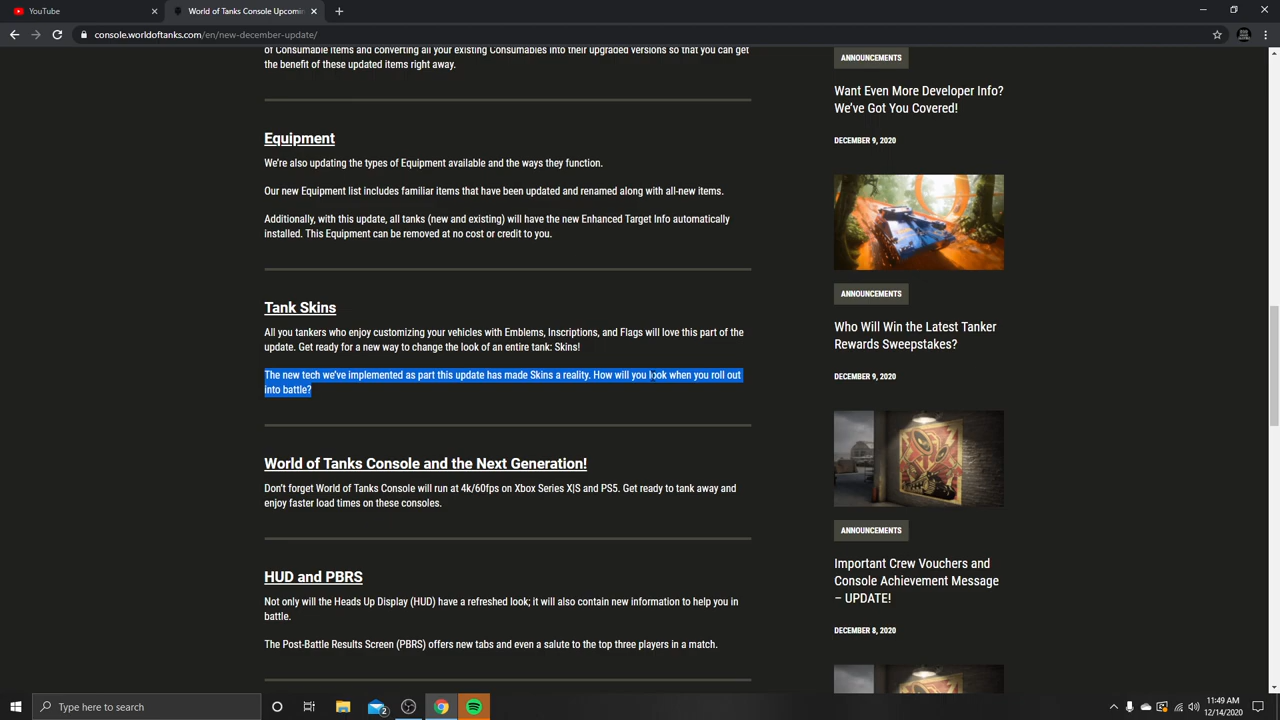 YouTube
World of Tanks Console Upcomin
console.worldoftanks.com/en/new-december-update/
of Consumable items and converting all your existing Consumables into their upgraded versions so that you can get
the benefit of these updated items right away.
Equipment
We're also updating the types of Equipment available and the ways they function.
Our new Equipment list includes familiar items that have been updated and renamed along with all-new items.
Additionally, with this update, all tanks (new and existing) will have the new Enhanced Target Info automatically
installed. This Equipment can be removed at no cost or credit to you.
Tank Skins
All you tankers who enjoy customizing your vehicles with Emblems, Inscriptions, and Flags will love this part of the
update. Get ready for a new way to change the look of an entire tank: Skins!
The new tech we've implemented as part this update has made Skins a reality. How will you look when you roll out
into battle?
World of Tanks Console and the Next Generation!
Don't forget World of Tanks Console will run at 4k/60fps on Xbox Series X|S and PS5. Get ready to tank away and
enjoy faster load times on these consoles.
HUD and PBRS
Not only will the Heads Up Display (HUD) have a refreshed look; it will also contain new information to help you in
battle.
The Post-Battle Results Screen (PBRS) offers new tabs and even a salute to the top three players in a match.
ANNOUNCEMENTS
Want Even More Developer Info?
We've Got You Covered!
DECEMBER 9, 2020
ANNOUNCEMENTS
Who Will Win the Latest Tanker
Rewards Sweepstakes?
DECEMBER 9, 2020
ANNOUNCEMENTS
Important Crew Vouchers and
Console Achievement Message
– UPDATE!
DECEMBER 8, 2020
Type here to search
2
11:49 AM
12/14/2020